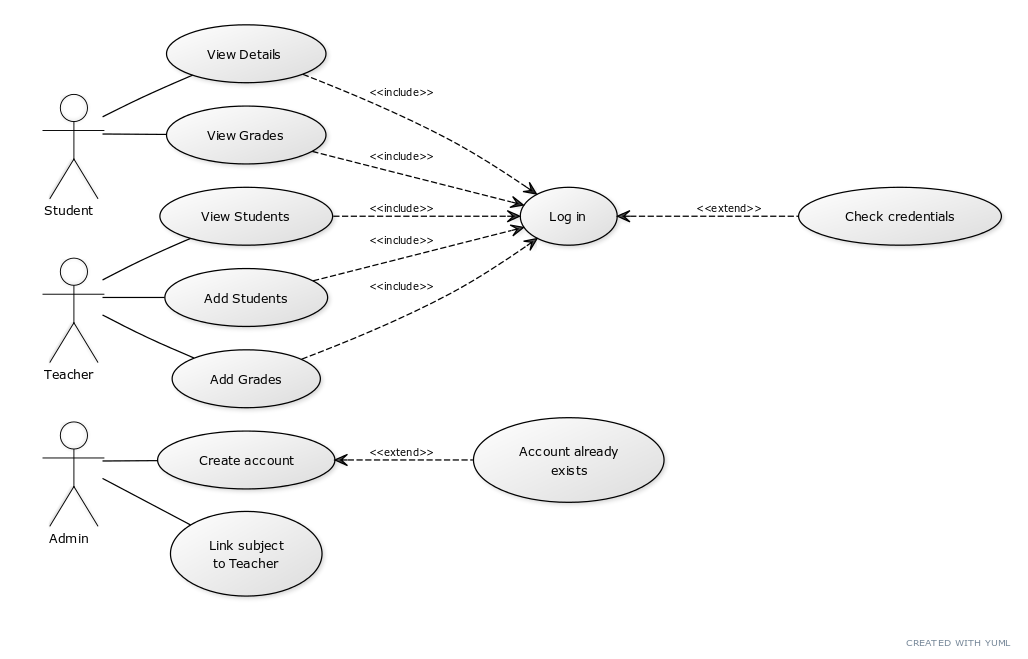 View Details
<<include>>
View Grades
<<include>>
Student
View Students
<<include>>
Log in
<<extend>>
Check credentials
<<include>>
Add Students
<<include>>
Teacher
Add Grades
Create account
<<extend>>
Account already
exists
Admin
Link subject
to Teacher
CREATED WITH YUML